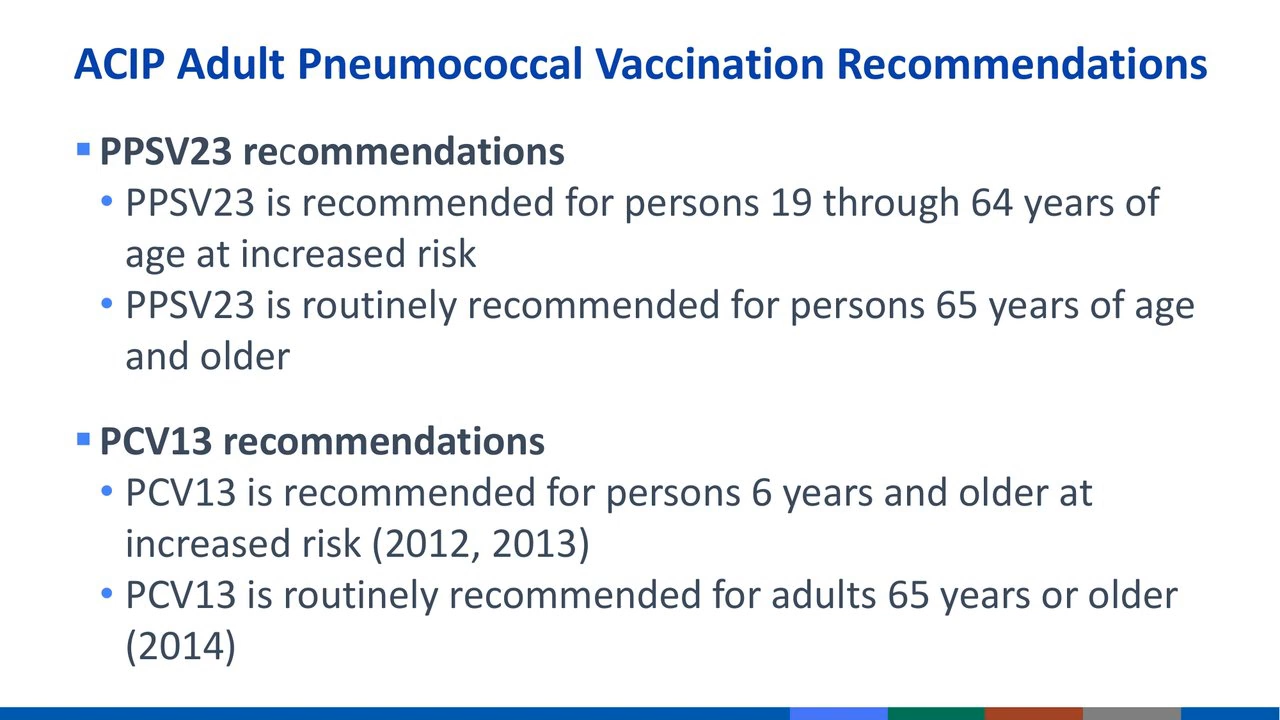 ACIP Adult Pneumococcal Vaccination Recommendations
▪ PPSV23 recommendations
• PPSV23 is recommended for persons 19 through 64 years of
age at increased risk
• PPSV23 is routinely recommended for persons 65 years of age
and older
▪ PCV13 recommendations
• PCV13 is recommended for persons 6 years and older at
increased risk (2012, 2013)
• PCV13 is routinely recommended for adults 65 years or older
(2014)